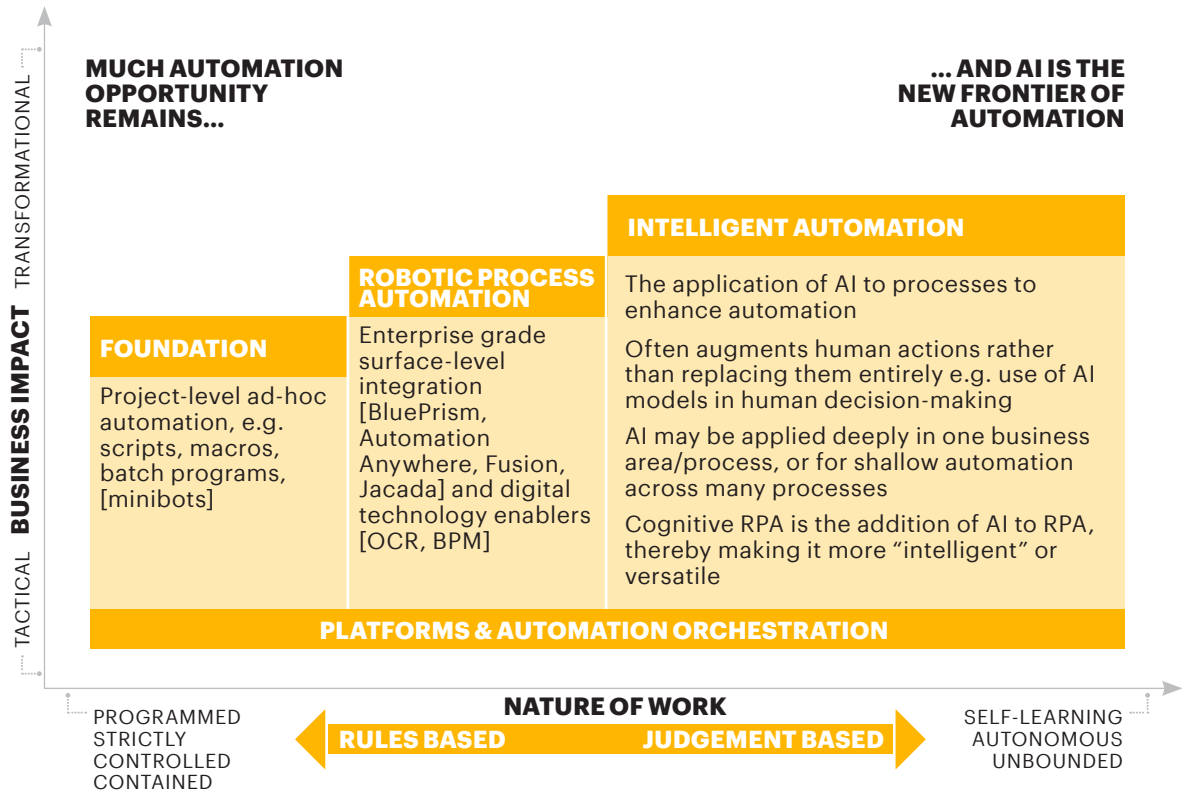 MUCH AUTOMATION
OPPORTUNITY
REMAINS...
... AND AI IS THE
NEW FRONTIER OF
AUTOMATION
TACTICAL BUSINESS IMPACT TRANSFORMATIONAL
FOUNDATION
Project-level ad-hoc
automation, e.g.
scripts, macros,
batch programs,
[minibots]
ROBOTIC PROCESS
AUTOMATION
Enterprise grade
surface-level
integration
[BluePrism,
Automation
Anywhere, Fusion,
Jacada] and digital
technology enablers
[OCR, BPM]
INTELLIGENT AUTOMATION
The application of AI to processes to
enhance automation
Often augments human actions rather
than replacing them entirely e.g. use of AI
models in human decision-making
AI may be applied deeply in one business
area/process, or for shallow automation
across many processes
Cognitive RPA is the addition of AI to RPA,
thereby making it more “intelligent” or
versatile
PLATFORMS & AUTOMATION ORCHESTRATION
NATURE OF WORK
PROGRAMMED
STRICTLY
CONTROLLED
CONTAINED
RULES BASED
JUDGEMENT BASED
SELF-LEARNING
AUTONOMOUS
UNBOUNDED